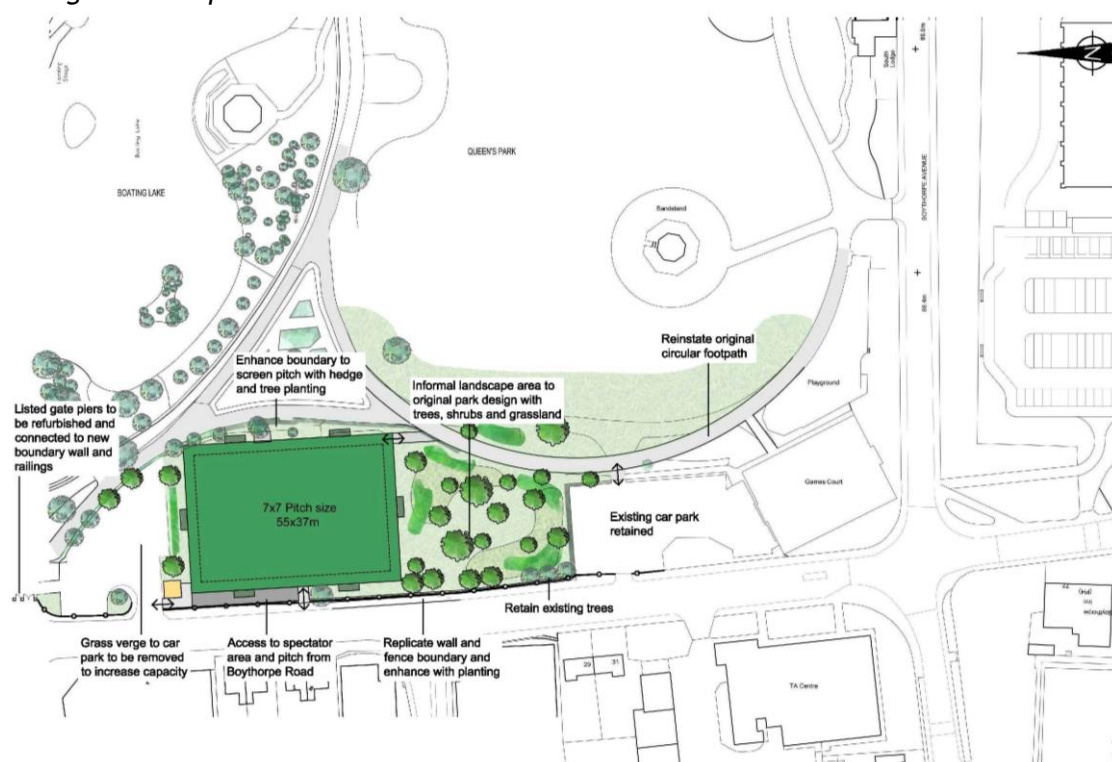 BOATING LAKE
QUEEN'S PARK
Bandstand
South
Lodge
BOYTHORPE AVENUE
Reinstate original
circular footpath
Enhance boundary to
screen pitch with hedge
and tree planting
Informal landscape area to
original park design with
trees, shrubs and grassland
Playground
Listed gate piers to
be refurbished and
connected to new
boundary wall and
railings
7x7 Pitch size
55x37m
Games Court
Existing car park
retained
Retain existing trees
Grass verge to car
park to be removed
to increase capacity
Access to spectator
area and pitch from
Boythorpe Road
Replicate wall and
fence boundary and
enhance with planting
29
31
TA Centre
N